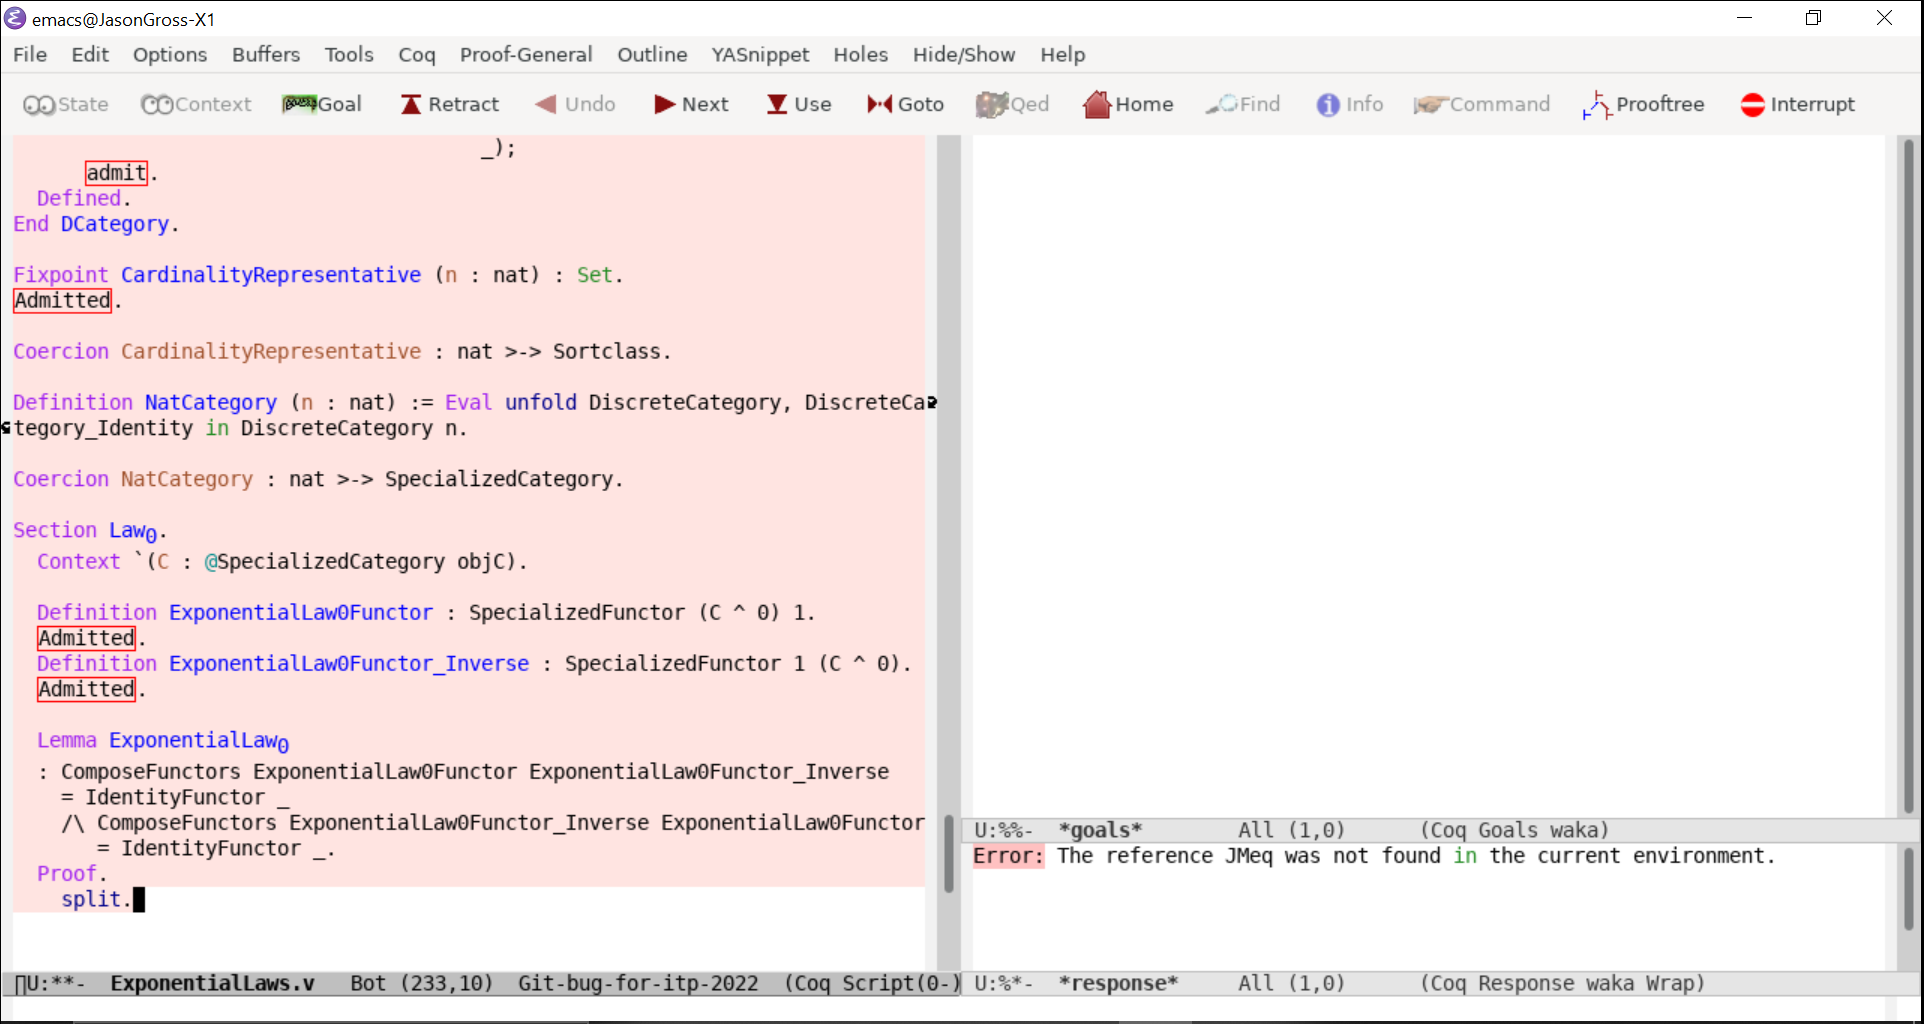 emacs@JasonGross-X1
File Edit Options Buffers Tools Coq Proof-General Outline YASnippet Holes Hide/Show Help
State Context Goal Retract Undo Next Use Goto Qed Home Find Info Command Prooftree Interrupt
_);
admit.
Defined.
End DCategory.
Fixpoint CardinalityRepresentative (n : nat) : Set.
Admitted.
Coercion CardinalityRepresentative : nat >-> Sortclass.
Definition NatCategory (n : nat) := Eval unfold DiscreteCategory, DiscreteCa
tegory_Identity in DiscreteCategory n.
Coercion NatCategory : nat >-> SpecializedCategory.
Section Law0.
Context `(C : @SpecializedCategory objC).
Definition ExponentialLaw0Functor : SpecializedFunctor (C ^ 0) 1.
Admitted.
Definition ExponentialLaw0Functor_Inverse : SpecializedFunctor 1 (C ^ 0).
Admitted.
Lemma ExponentialLaw0
: ComposeFunctors ExponentialLaw0Functor ExponentialLaw0Functor_Inverse
= IdentityFunctor _
/\ ComposeFunctors ExponentialLaw0Functor_Inverse ExponentialLaw0Functor
= IdentityFunctor _.
Proof.
split.
U:**- ExponentialLaws.v Bot (233,10) Git-bug-for-itp-2022 (Coq Script(0-)
U:%%- *goals* All (1,0) (Coq Goals waka)
Error: The reference JMeq was not found in the current environment.
U:%*- *response* All (1,0) (Coq Response waka Wrap)